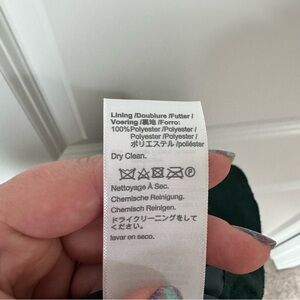 Lining /Doublure /Futter /
Voering /裏地 /Forro:
100%Polyester /Polyester /
Polyester /Polyester /
ポリエステル /poliéster
Dry Clean.
Nettoyage À Sec.
Chemische Reinigung.
Chemisch Reinigen.
ドライクリーニングをして
ください。
lavar en seco.